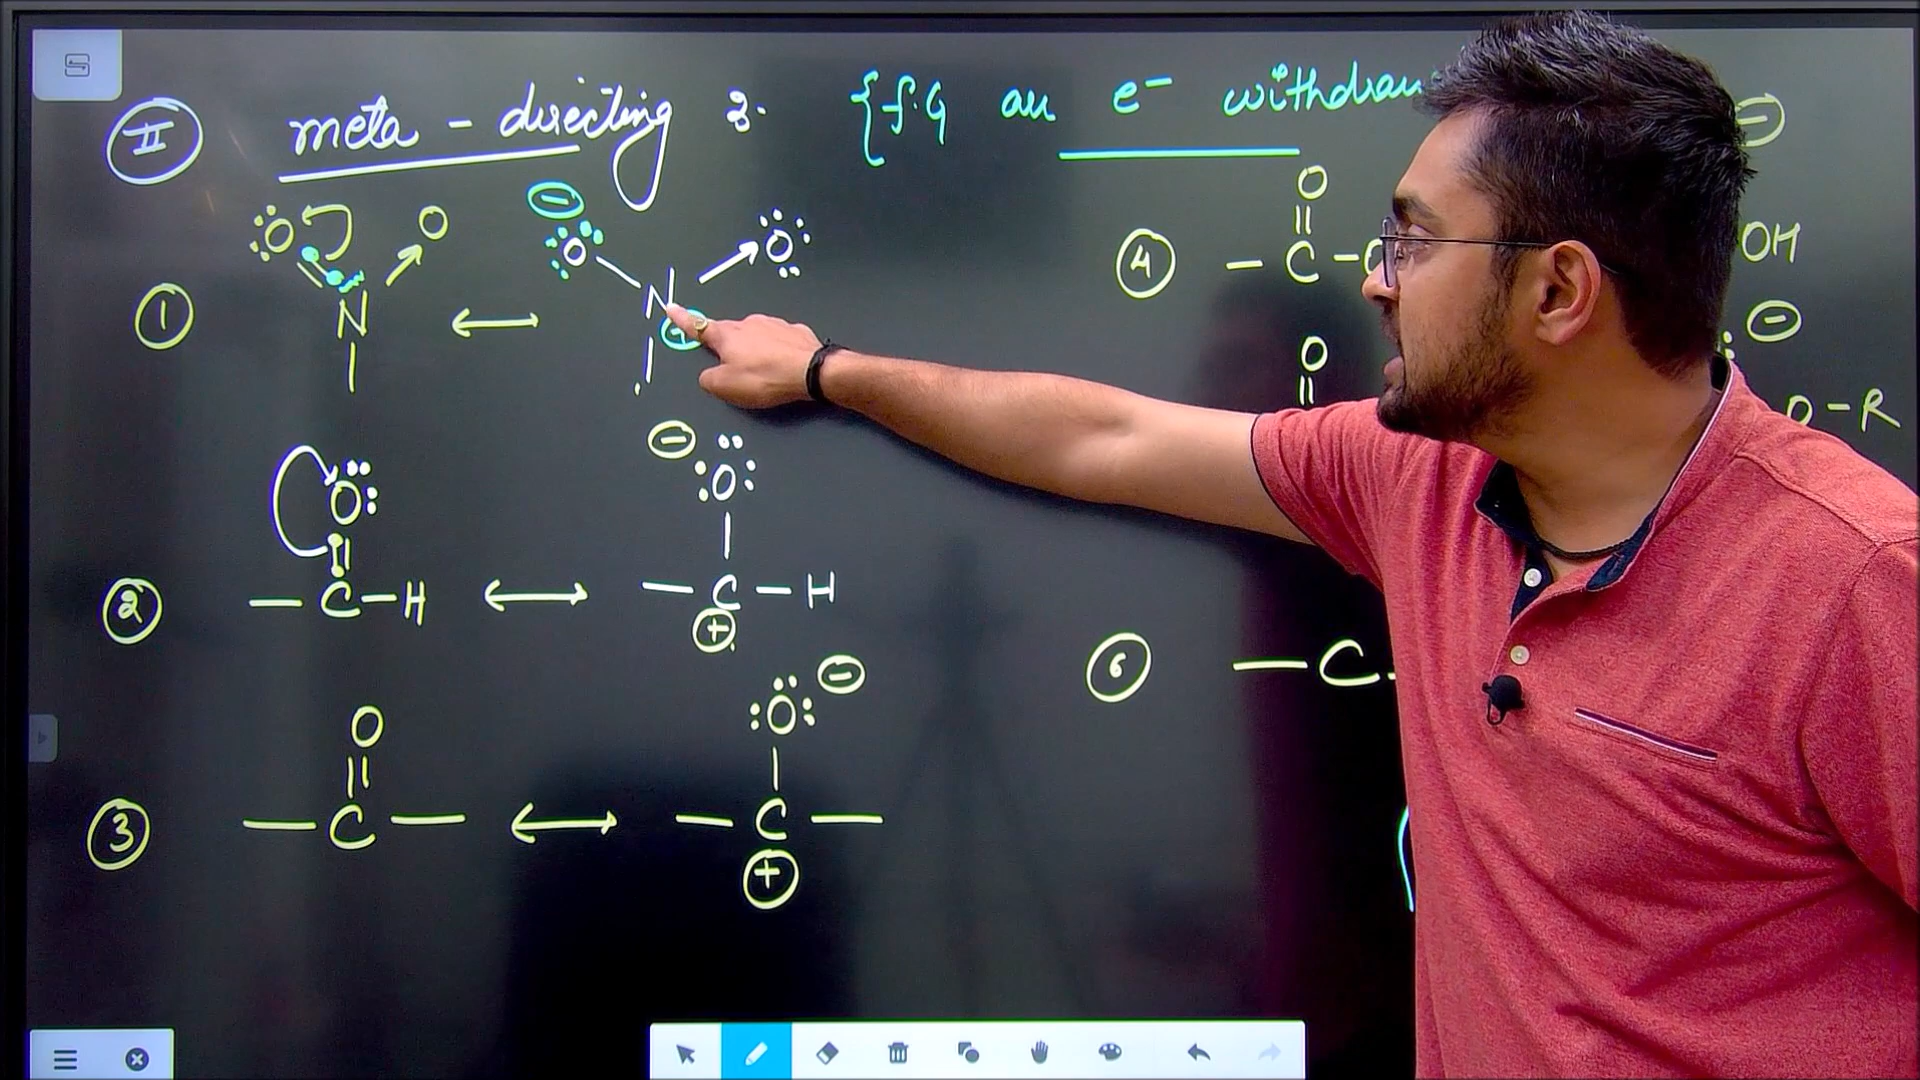 II meta - directing :- {f.G are e⁻ withdraw
1 :Ö N O ⟷ ⊖ :Ö: N ⊕ :Ö:
4 O || - C -
⊖
OH
⊖
O
||
O - R
2 Ö: || - C - H ⟷ ⊖ :Ö: | - C - H ⊕
6 - C
3 O || - C - ⟷ :Ö: ⊖ | - C - ⊕